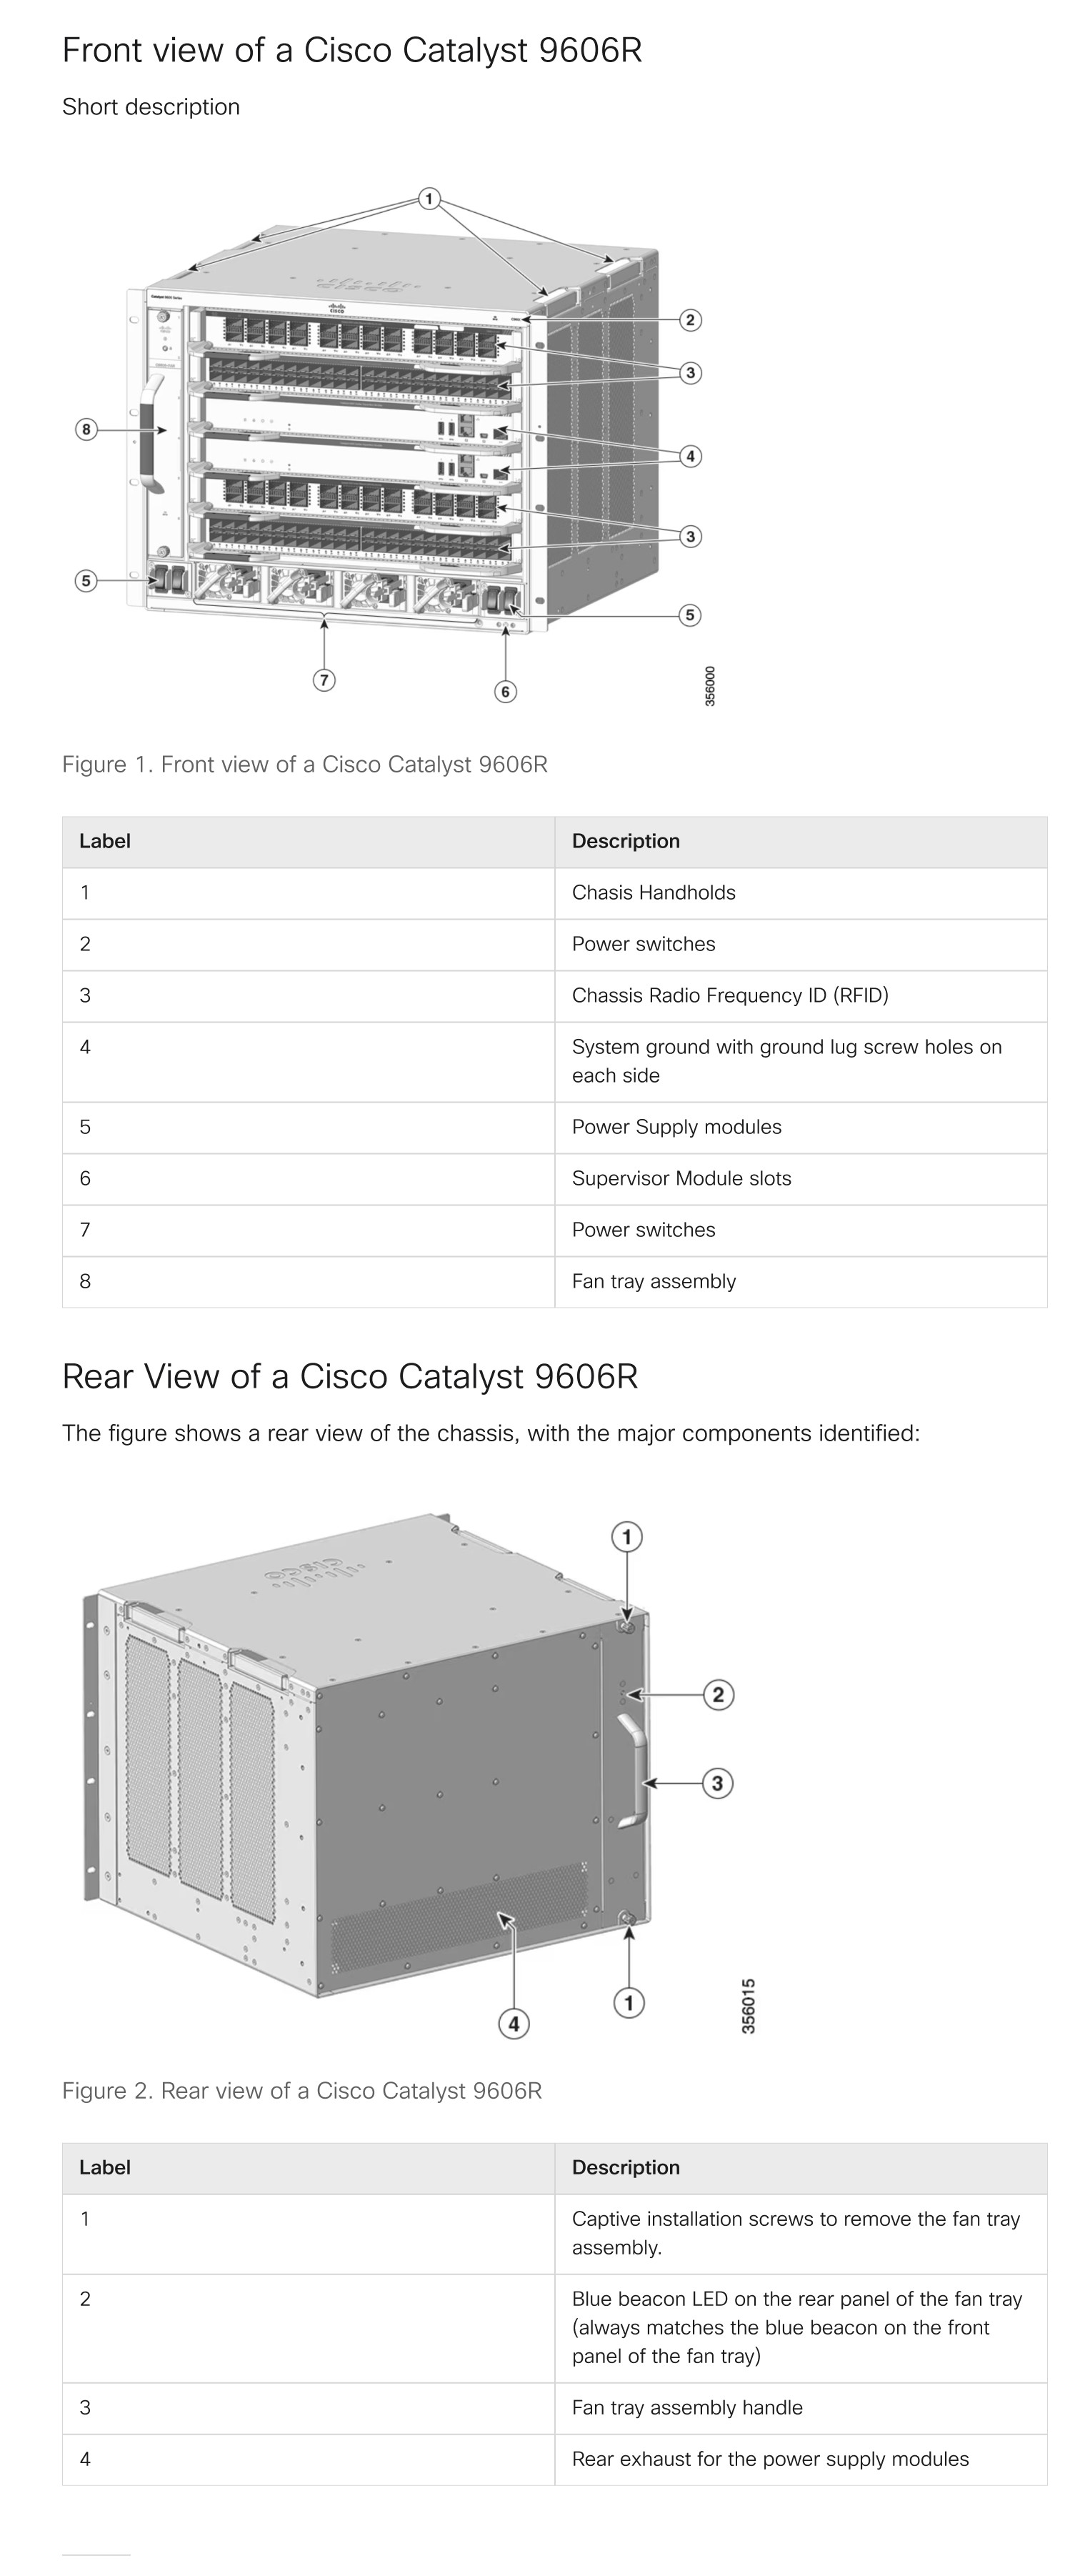 Front view of a Cisco Catalyst 9606R
Short description
1
2
3
8
4
3
5
5
7
6
356000
CISCO
Figure 1. Front view of a Cisco Catalyst 9606R
Label Description
1 Chasis Handholds
2 Power switches
3 Chassis Radio Frequency ID (RFID)
4 System ground with ground lug screw holes on
each side
5 Power Supply modules
6 Supervisor Module slots
7 Power switches
8 Fan tray assembly
Rear View of a Cisco Catalyst 9606R
The figure shows a rear view of the chassis, with the major components identified:
CISCO
1
2
3
4
1
356015
Figure 2. Rear view of a Cisco Catalyst 9606R
Label Description
1 Captive installation screws to remove the fan tray
assembly.
2 Blue beacon LED on the rear panel of the fan tray
(always matches the blue beacon on the front
panel of the fan tray)
3 Fan tray assembly handle
4 Rear exhaust for the power supply modules